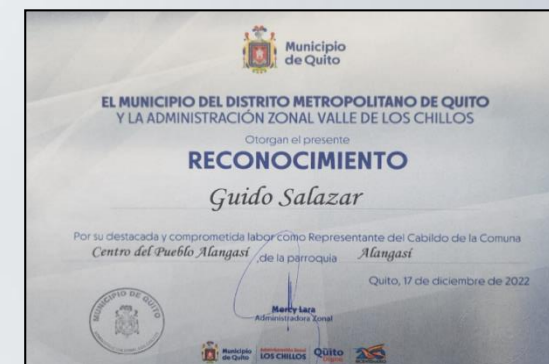 Municipio
de Quito
EL MUNICIPIO DEL DISTRITO METROPOLITANO DE QUITO
Y LA ADMINISTRACIÓN ZONAL VALLE DE LOS CHILLOS
Otorgan el presente
RECONOCIMIENTO
Guido Salazar
Por su destacada y comprometida labor como Representante del Cabildo de la Comuna
Centro del Pueblo Alangasí ,de la parroquia Alangasí
Quito, 17 de diciembre de 2022
MUNICIPIO DE QUITO
Mercy Lara
Administradora Zonal
Municipio de Quito
LOS CHILLOS
Quito